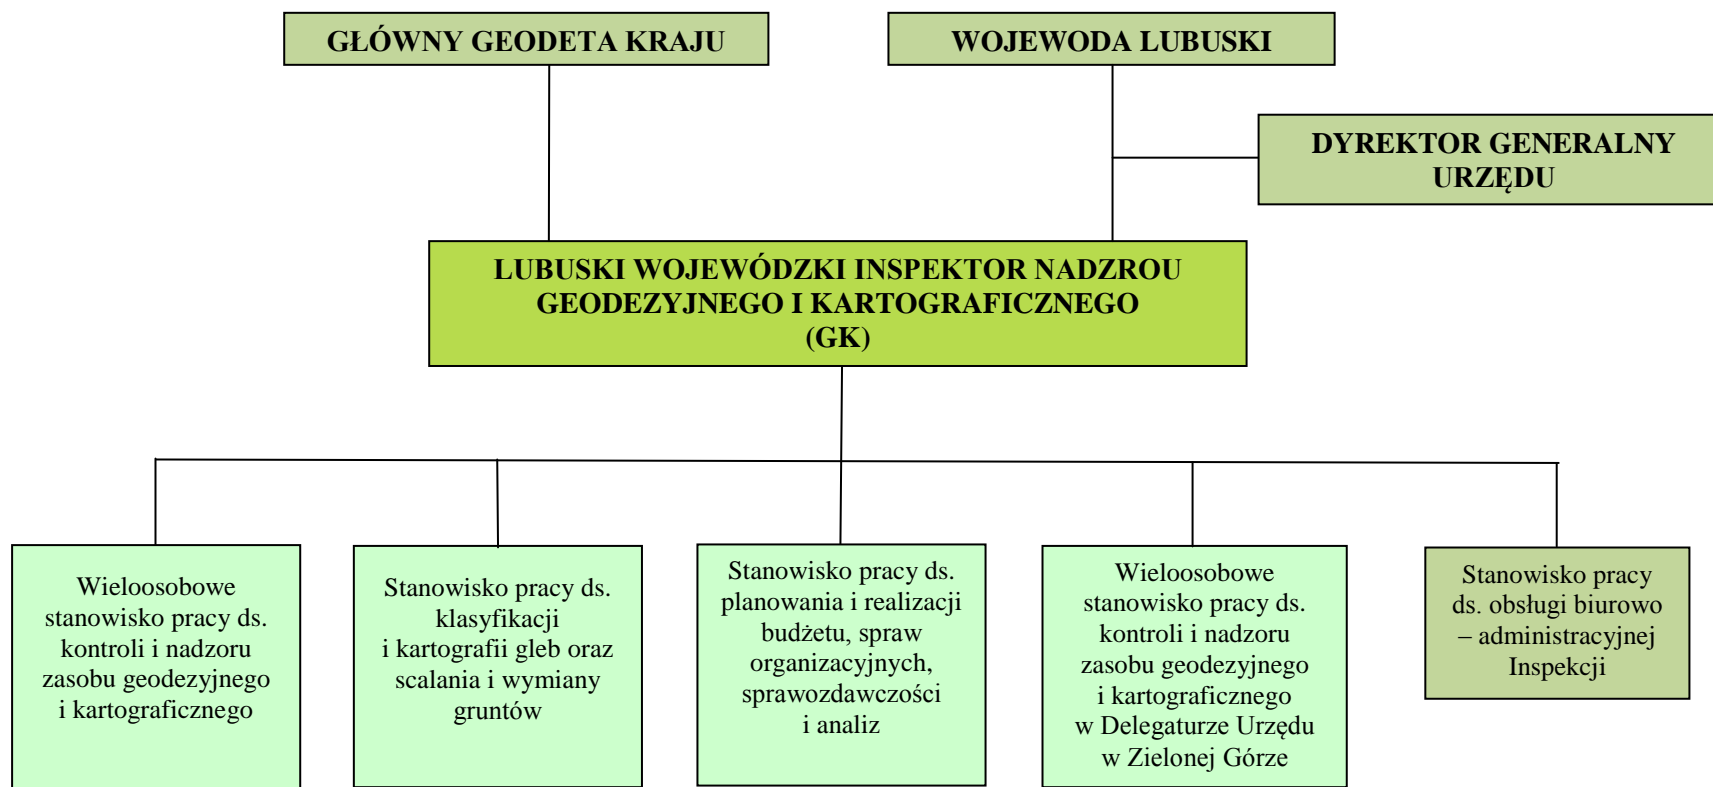 GŁÓWNY GEODETA KRAJU
WOJEWODA LUBUSKI
DYREKTOR GENERALNY
URZĘDU
LUBUSKI WOJEWÓDZKI INSPEKTOR NADZROU
GEODEZYJNEGO I KARTOGRAFICZNEGO
(GK)
Wieloosobowe
stanowisko pracy ds.
kontroli i nadzoru
zasobu geodezyjnego
i kartograficznego
Stanowisko pracy ds.
klasyfikacji
i kartografii gleb oraz
scalania i wymiany
gruntów
Stanowisko pracy ds.
planowania i realizacji
budżetu, spraw
organizacyjnych,
sprawozdawczości
i analiz
Wieloosobowe
stanowisko pracy ds.
kontroli i nadzoru
zasobu geodezyjnego
i kartograficznego
w Delegaturze Urzędu
w Zielonej Górze
Stanowisko pracy
ds. obsługi biurowo
– administracyjnej
Inspekcji